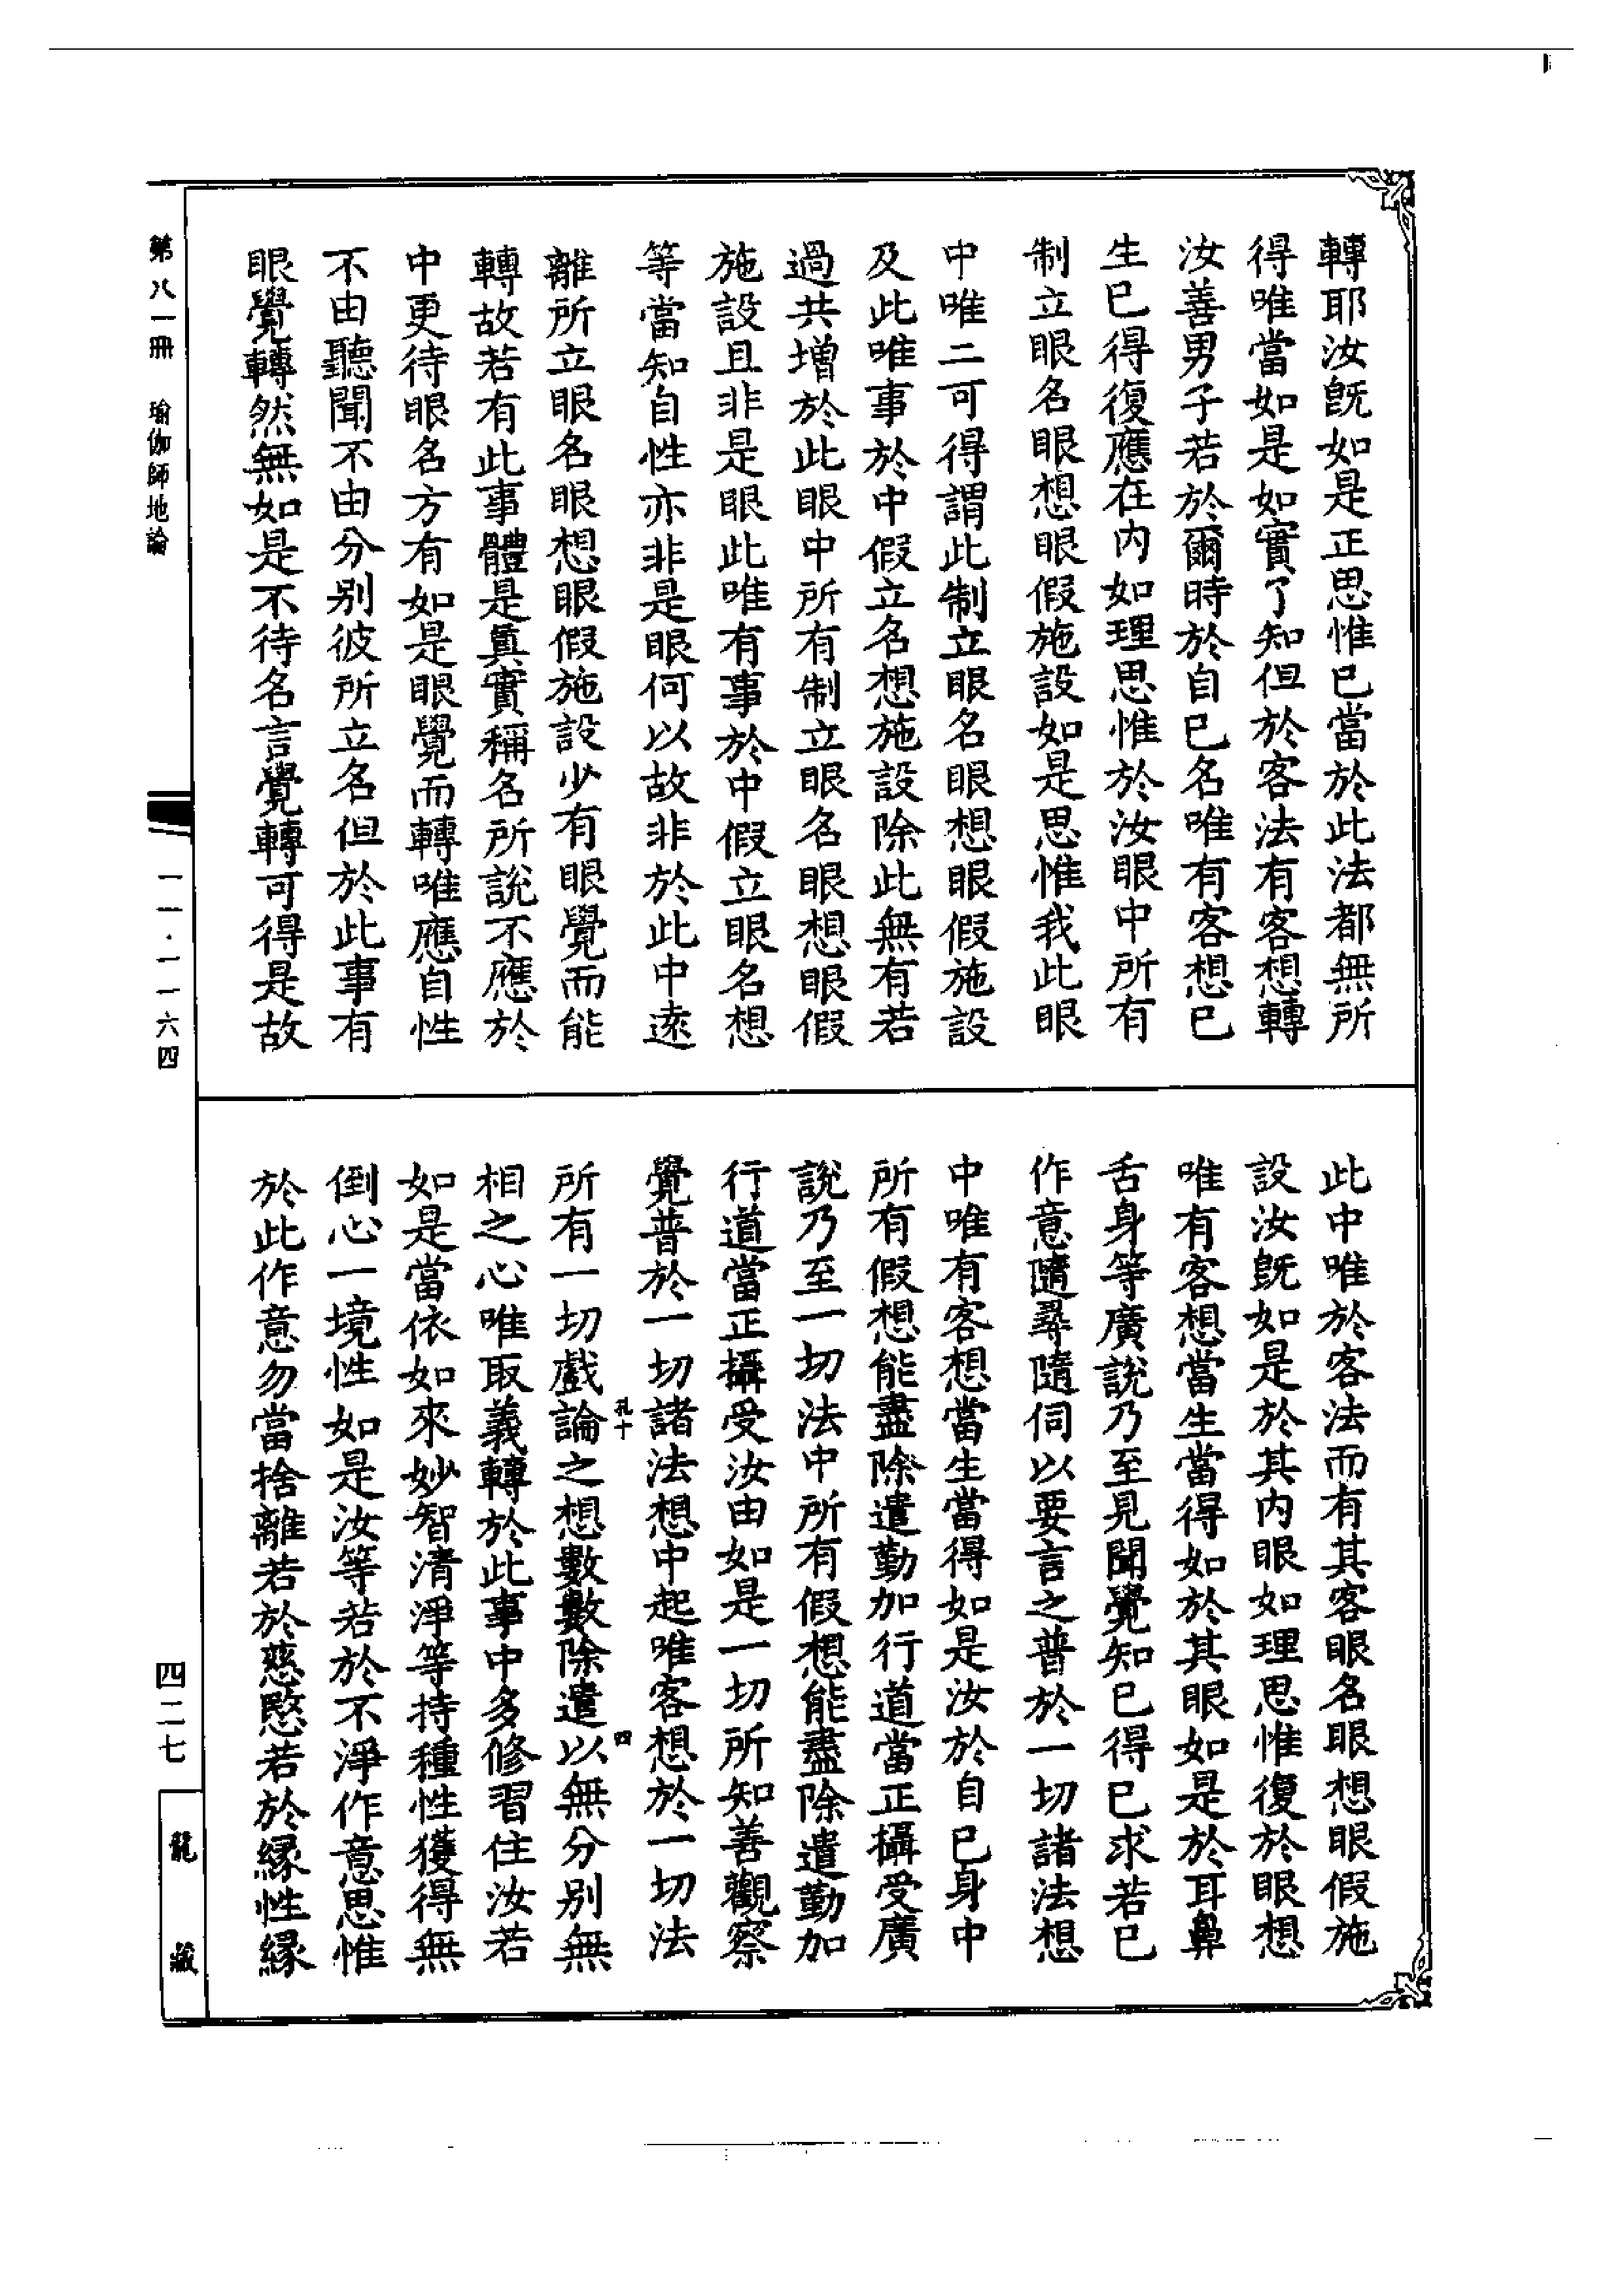 轉耶汝旣如是正思惟已當於此法都無所
得唯當如是如實了知但於客法有客想轉
汝善男子若於爾時於自己名唯有客想已
生已得復應在內如理思惟於汝眼中所有
制立眼名眼想眼假施設如是思惟我此眼
中唯二可得謂此制立眼名眼想眼假施設
及此唯事於中假立名想施設除此無有若
過共增於此眼中所有制立眼名眼想眼假
施設且非是眼此唯有事於中假立眼名想
等當知自性亦非是眼何以故非於此中遠
離所立眼名眼想眼假施設少有眼覺而能
轉故若有此事體是眞實稱名所說不應於
中更待眼名方有如是眼覺而轉唯應自性
不由聽聞不由分别彼所立名但於此事有
眼覺轉然無如是不待名言覺轉可得是故
此中唯於客法而有其客眼名眼想眼假施
設汝旣如是於其內眼如理思惟復於眼想
唯有客想當生當得如於其眼如是於耳鼻
舌身等廣說乃至見聞覺知已得已求若已
作意隨尋隨伺以要言之普於一切諸法想
中唯有客想當生當得如是汝於自己身中
所有假想能盡除遣勤加行道當正攝受廣
說乃至一切法中所有假想能盡除遣勤加
行道當正攝受汝由如是一切所知善觀察
覺普於一切諸法想中起唯客想於一切法
孔十　四
所有一切戲論之想數數除遣以無分别無
相之心唯取義轉於此事中多修習住汝若
如是當依如來妙智清淨等持種性獲得無
倒心一境性如是汝等若於不淨作意思惟
於此作意勿當捨離若於慈愍若於緣性緣
第八一冊　瑜伽師地論
一一·一一六四
四二七
龍藏